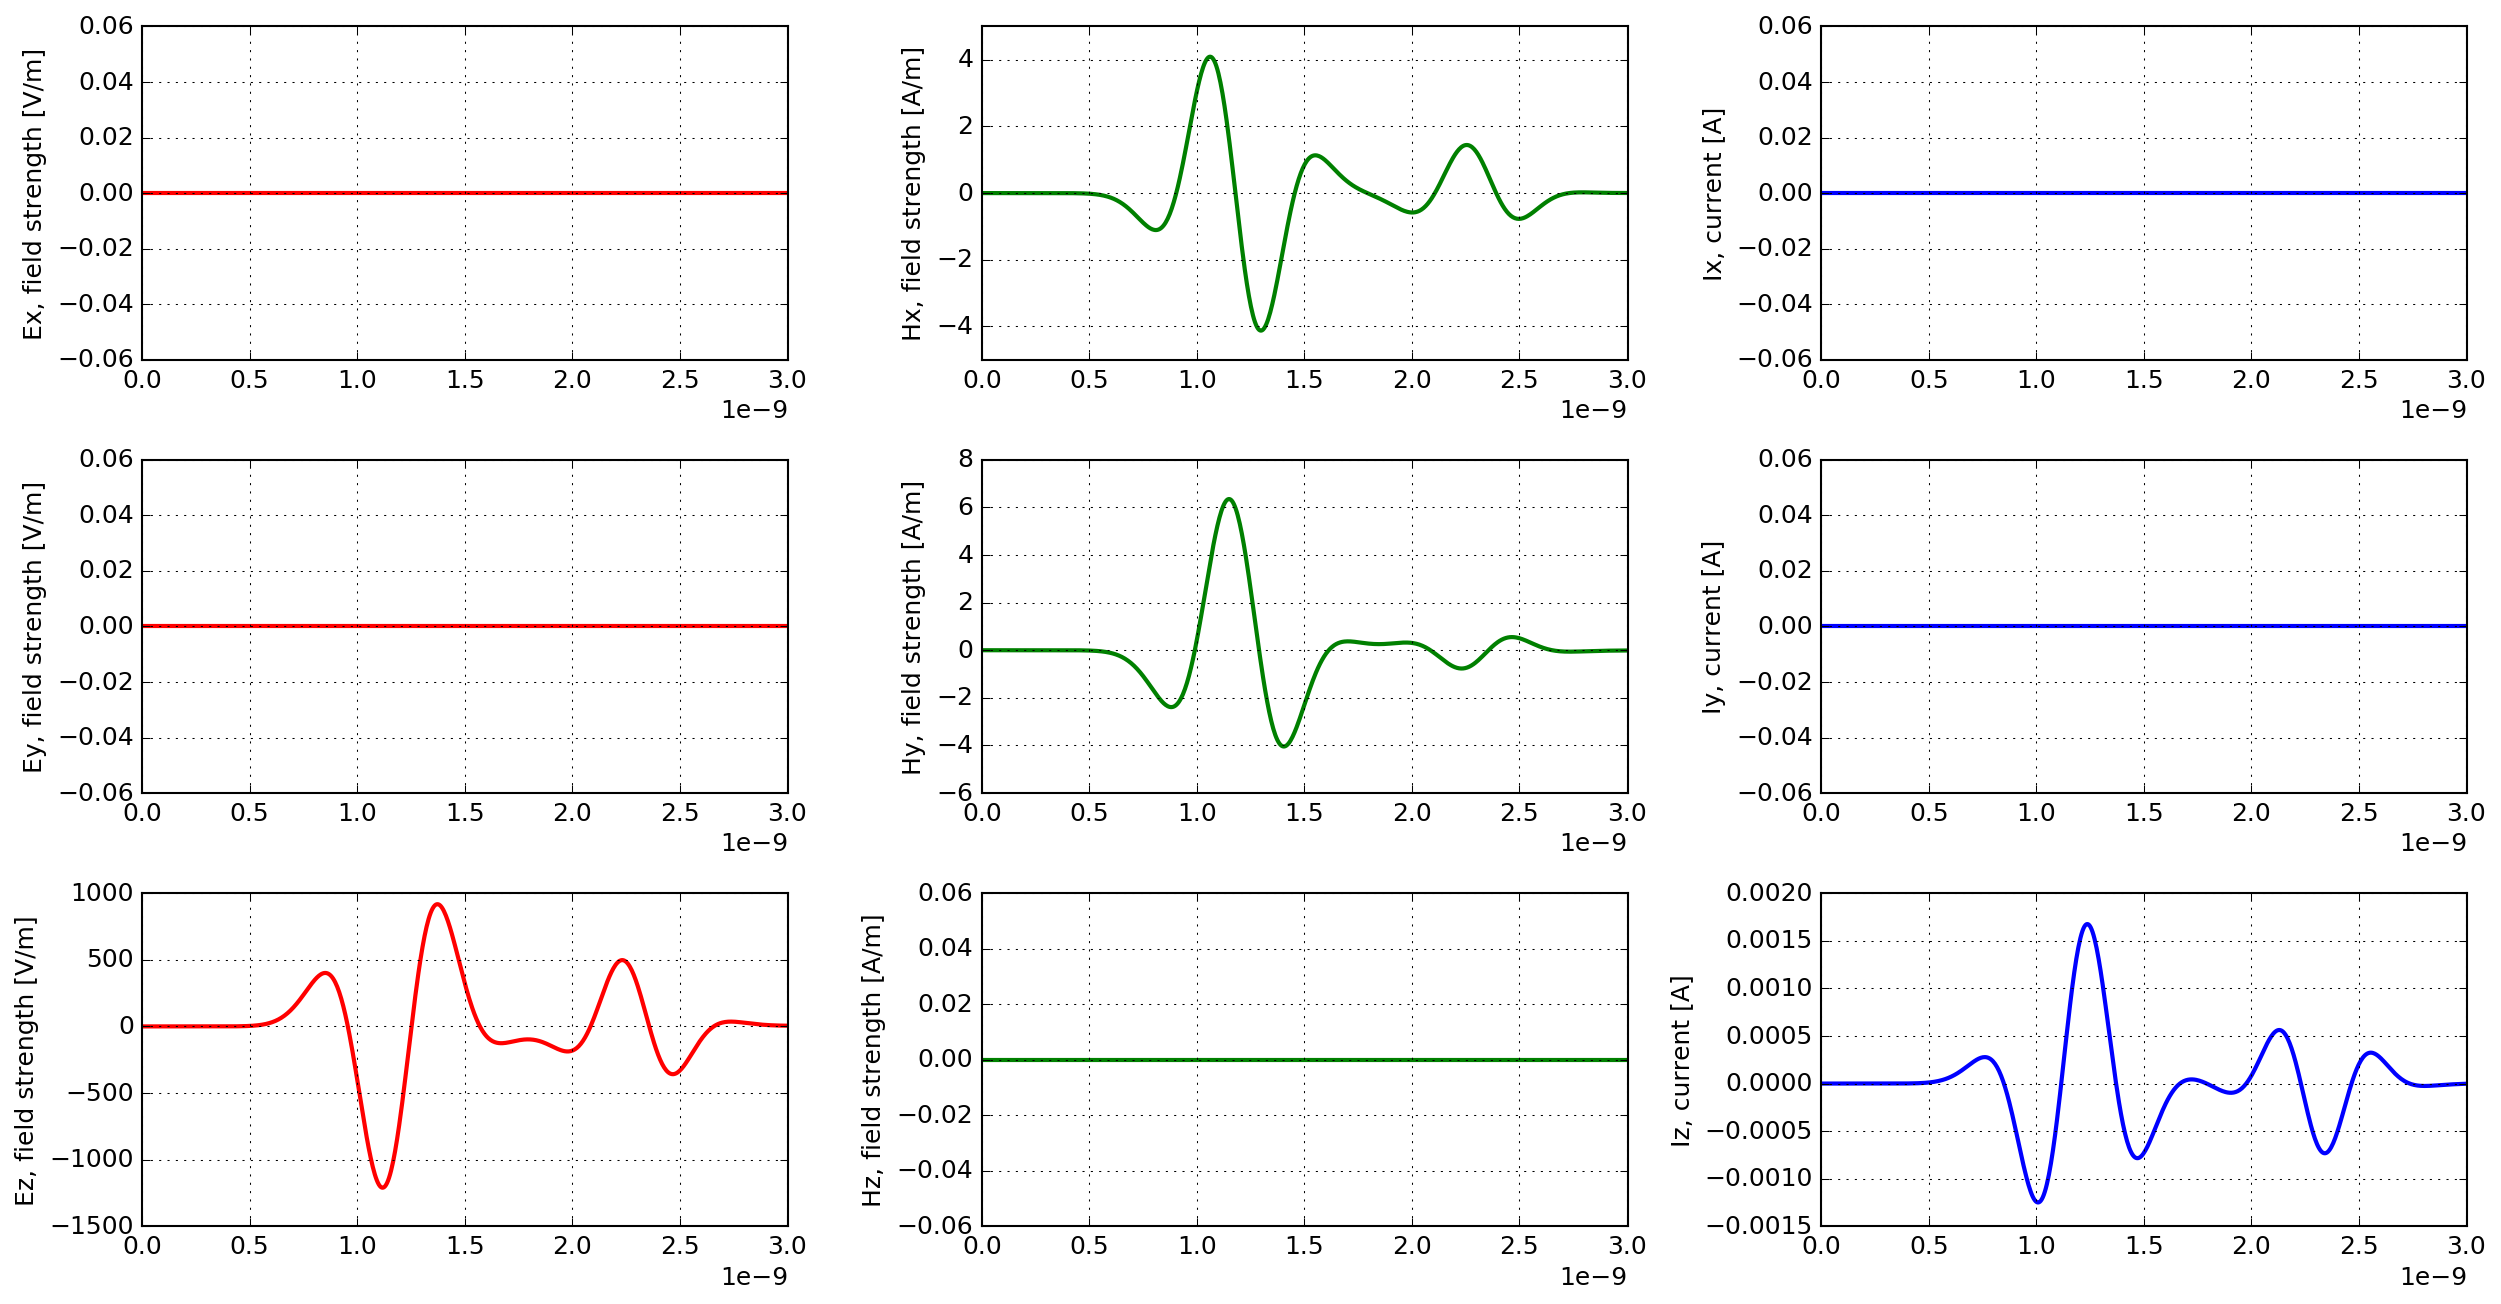 Ex, field strength [V/m]
0.06
0.04
0.02
0.00
−0.02
−0.04
−0.06
0.0 0.5 1.0 1.5 2.0 2.5 3.0
1e−9
Hx, field strength [A/m]
4
2
0
−2
−4
0.0 0.5 1.0 1.5 2.0 2.5 3.0
1e−9
Ix, current [A]
0.06
0.04
0.02
0.00
−0.02
−0.04
−0.06
0.0 0.5 1.0 1.5 2.0 2.5 3.0
1e−9
Ey, field strength [V/m]
0.06
0.04
0.02
0.00
−0.02
−0.04
−0.06
0.0 0.5 1.0 1.5 2.0 2.5 3.0
1e−9
Hy, field strength [A/m]
8
6
4
2
0
−2
−4
−6
0.0 0.5 1.0 1.5 2.0 2.5 3.0
1e−9
Iy, current [A]
0.06
0.04
0.02
0.00
−0.02
−0.04
−0.06
0.0 0.5 1.0 1.5 2.0 2.5 3.0
1e−9
Ez, field strength [V/m]
1000
500
0
−500
−1000
−1500
0.0 0.5 1.0 1.5 2.0 2.5 3.0
1e−9
Hz, field strength [A/m]
0.06
0.04
0.02
0.00
−0.02
−0.04
−0.06
0.0 0.5 1.0 1.5 2.0 2.5 3.0
1e−9
Iz, current [A]
0.0020
0.0015
0.0010
0.0005
0.0000
−0.0005
−0.0010
−0.0015
0.0 0.5 1.0 1.5 2.0 2.5 3.0
1e−9